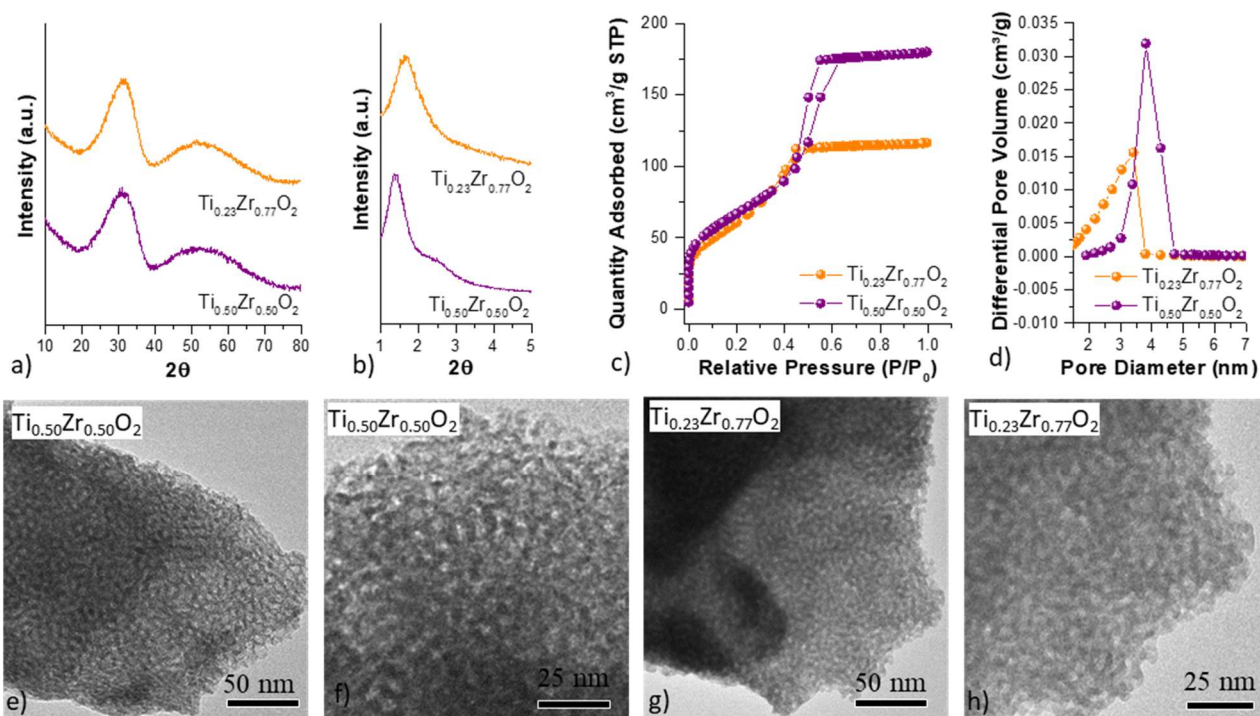 Intensity (a.u.)
Ti0.23Zr0.77O2
Ti0.50Zr0.50O2
10 20 30 40 50 60 70 80
2θ
a)
Intensity (a.u.)
Ti0.23Zr0.77O2
Ti0.50Zr0.50O2
1 2 3 4 5
2θ
b)
Quantity Adsorbed (cm³/g STP)
200
150
100
50
0
Ti0.23Zr0.77O2
Ti0.50Zr0.50O2
0.0 0.2 0.4 0.6 0.8 1.0
Relative Pressure (P/P0)
c)
Differential Pore Volume (cm³/g)
0.035
0.030
0.025
0.020
0.015
0.010
0.005
0.000
-0.005
-0.010
Ti0.23Zr0.77O2
Ti0.50Zr0.50O2
2 3 4 5 6 7
Pore Diameter (nm)
d)
Ti0.50Zr0.50O2
e)
50 nm
Ti0.50Zr0.50O2
f)
25 nm
Ti0.23Zr0.77O2
g)
50 nm
Ti0.23Zr0.77O2
h)
25 nm